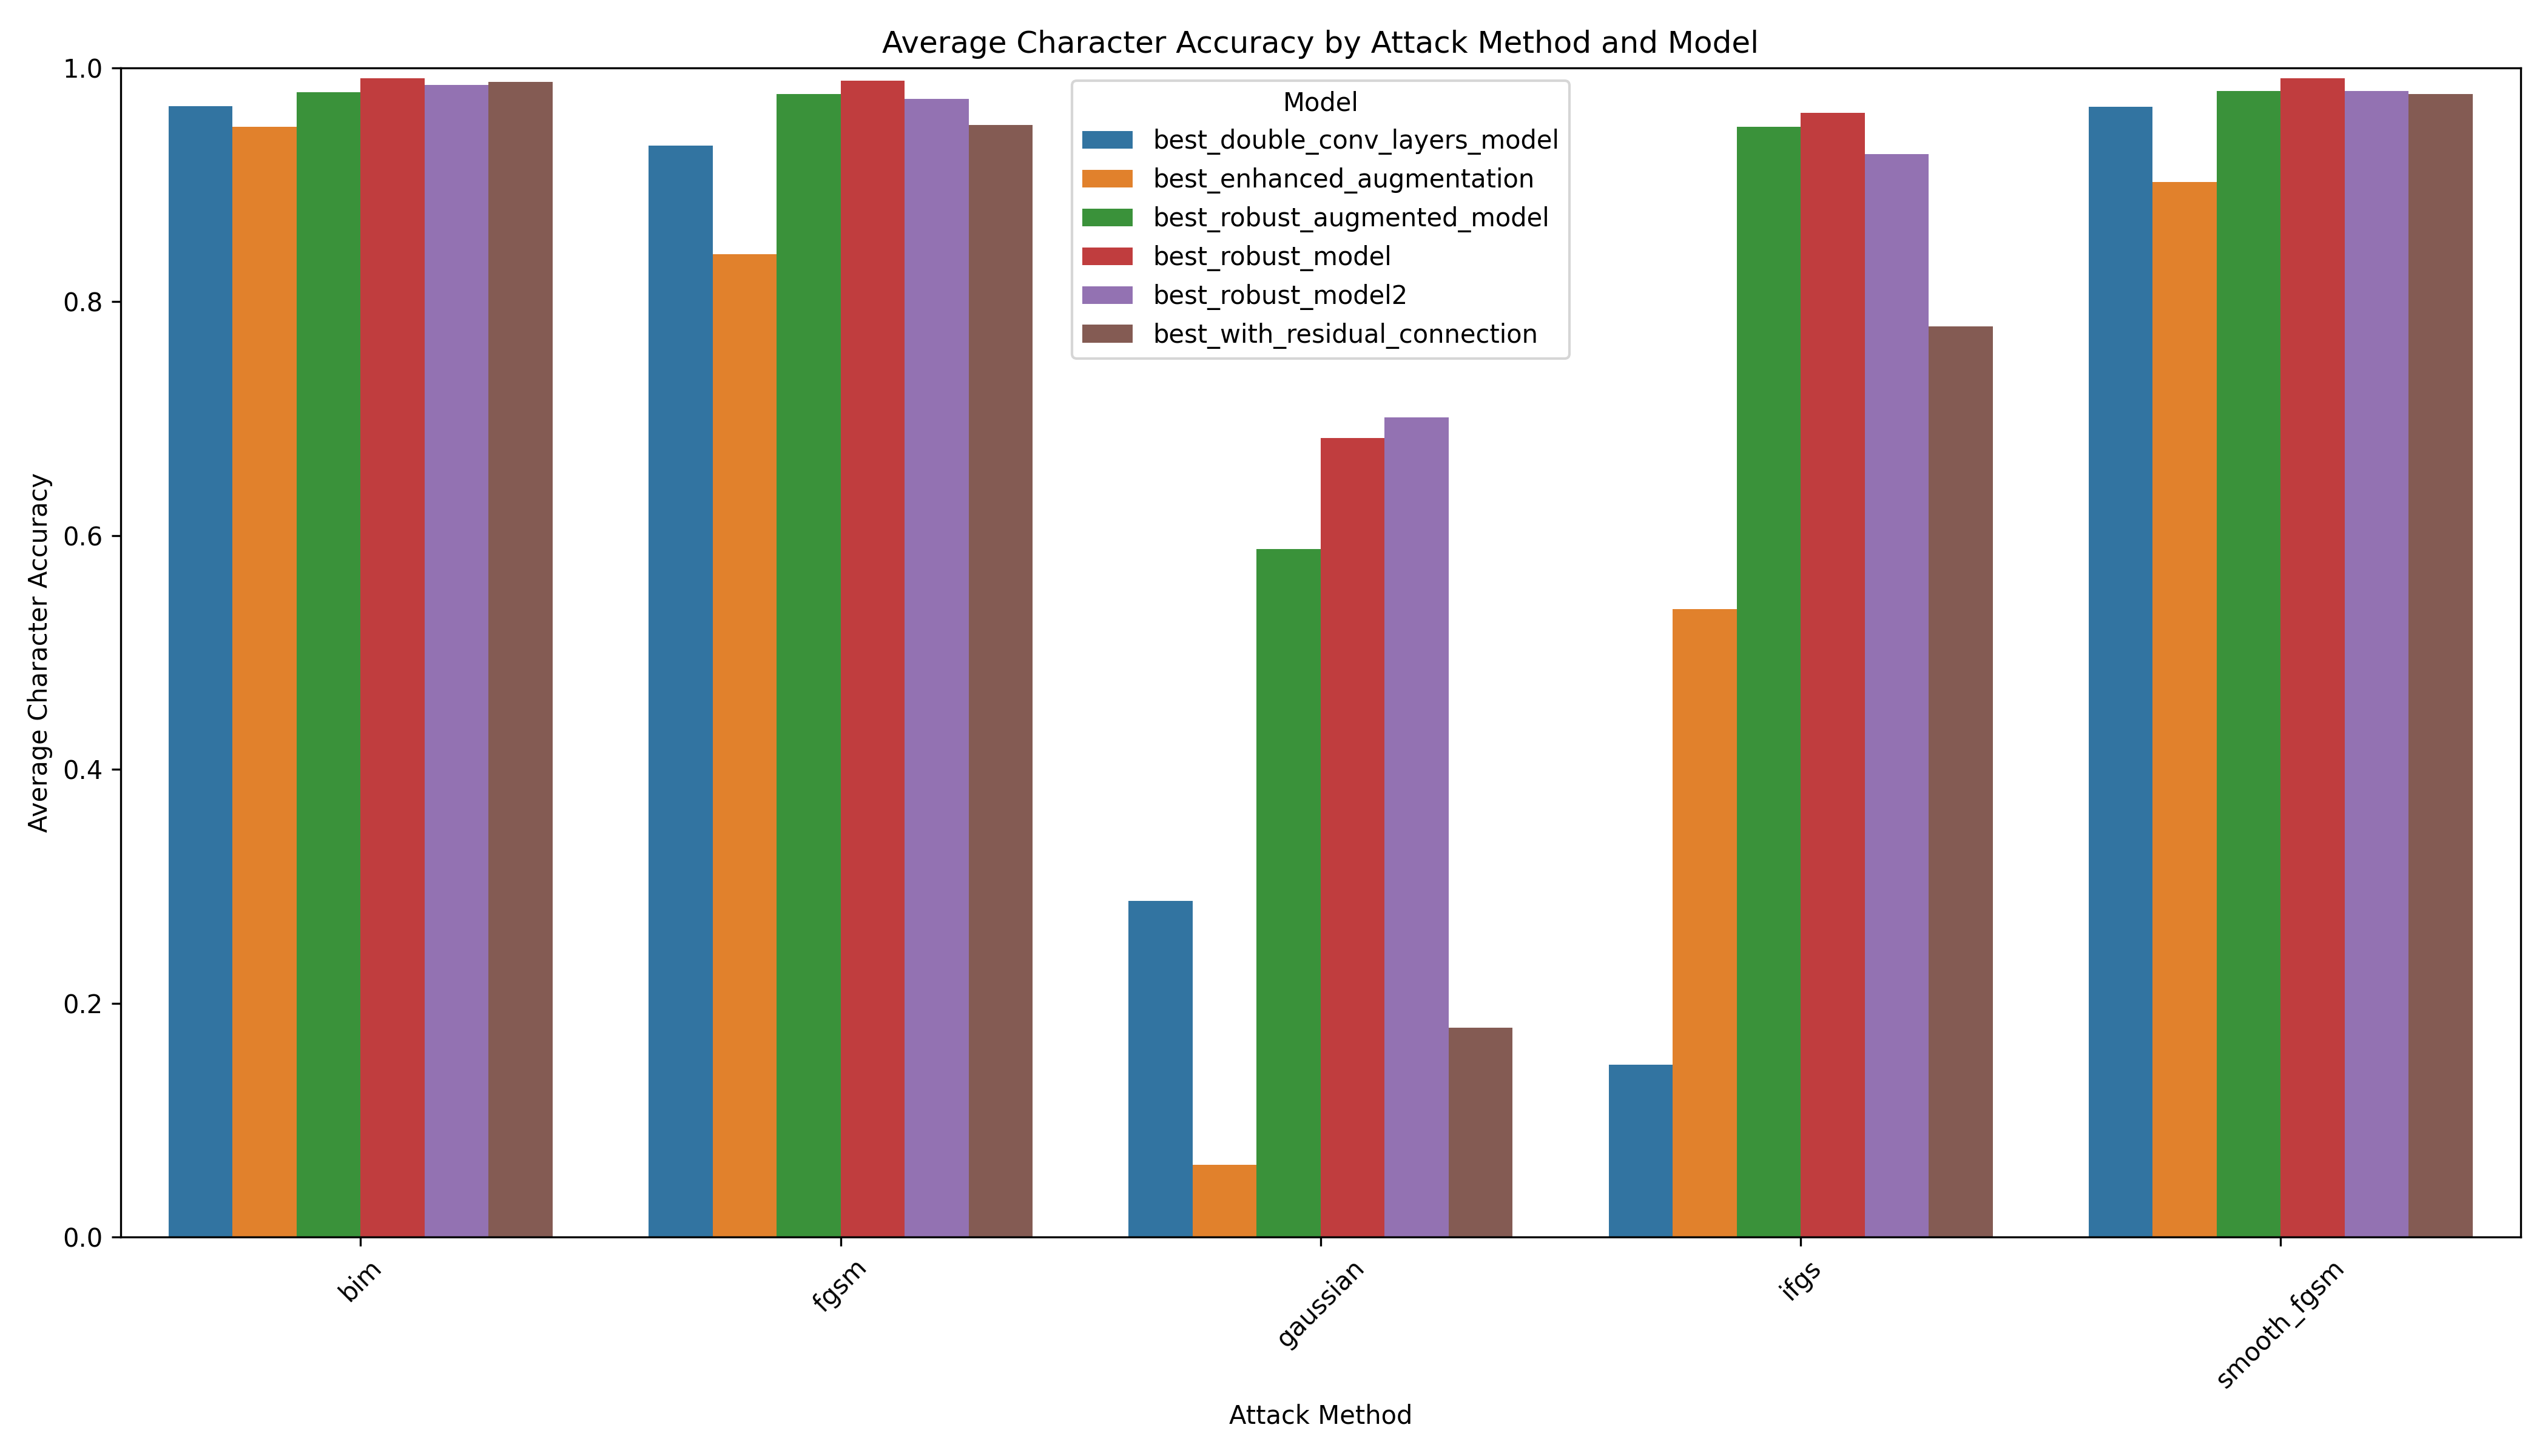 Average Character Accuracy by Attack Method and Model
Average Character Accuracy
1.0
0.8
0.6
0.4
0.2
0.0
Model
best_double_conv_layers_model
best_enhanced_augmentation
best_robust_augmented_model
best_robust_model
best_robust_model2
best_with_residual_connection
bim
fgsm
gaussian
ifgs
smooth_fgsm
Attack Method